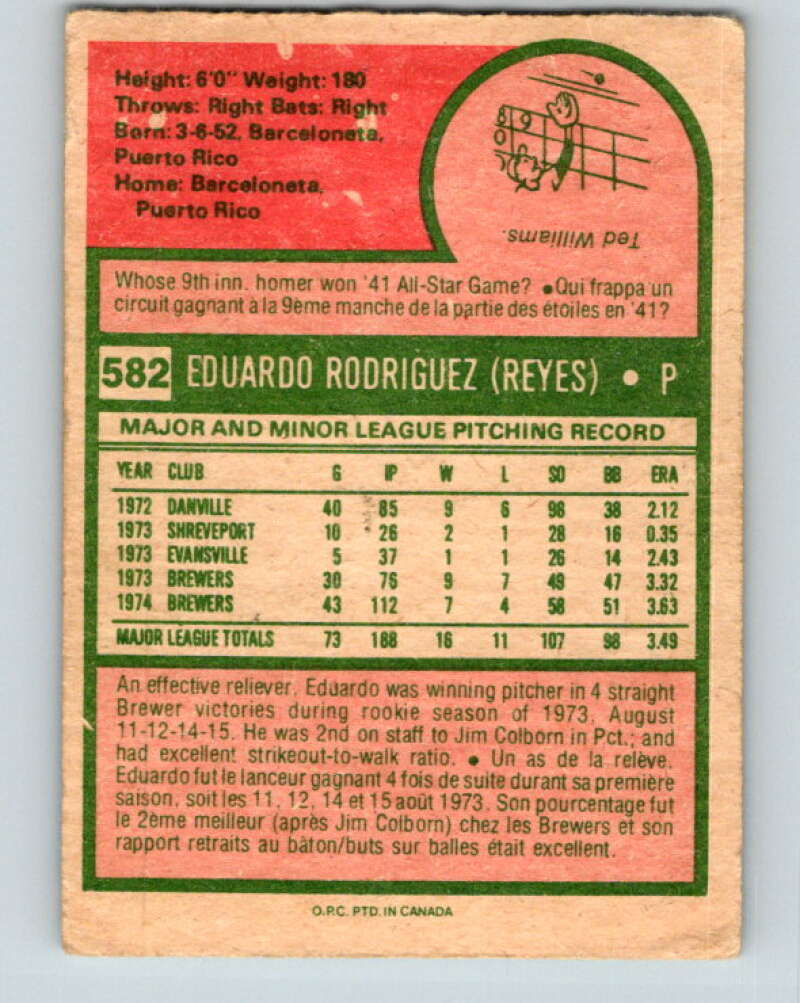 Height: 6'0" Weight: 180
Throws: Right Bats: Right
Born: 3-6-52, Barceloneta,
Puerto Rico
Home: Barceloneta,
Puerto Rico
Ted Williams.
Whose 9th inn. homer won '41 All-Star Game? • Qui frappa un
circuit gagnant à la 9ème manche de la partie des étoiles en '41?
582 EDUARDO RODRIGUEZ (REYES) • P
MAJOR AND MINOR LEAGUE PITCHING RECORD
YEAR CLUB G IP W L SO BB ERA
1972 DANVILLE 40 85 9 6 98 38 2.12
1973 SHREVEPORT 10 26 2 1 28 16 0.35
1973 EVANSVILLE 5 37 1 1 26 14 2.43
1973 BREWERS 30 76 9 7 49 47 3.32
1974 BREWERS 43 112 7 4 58 51 3.63
MAJOR LEAGUE TOTALS 73 188 16 11 107 98 3.49
An effective reliever, Eduardo was winning pitcher in 4 straight
Brewer victories during rookie season of 1973, August
11-12-14-15. He was 2nd on staff to Jim Colborn in Pct.; and
had excellent strikeout-to-walk ratio. • Un as de la relève,
Eduardo fut le lanceur gagnant 4 fois de suite durant sa première
saison, soit les 11, 12, 14 et 15 août 1973. Son pourcentage fut
le 2ème meilleur (après Jim Colborn) chez les Brewers et son
rapport retraits au bâton/buts sur balles était excellent.
O.P.C. PTD. IN CANADA